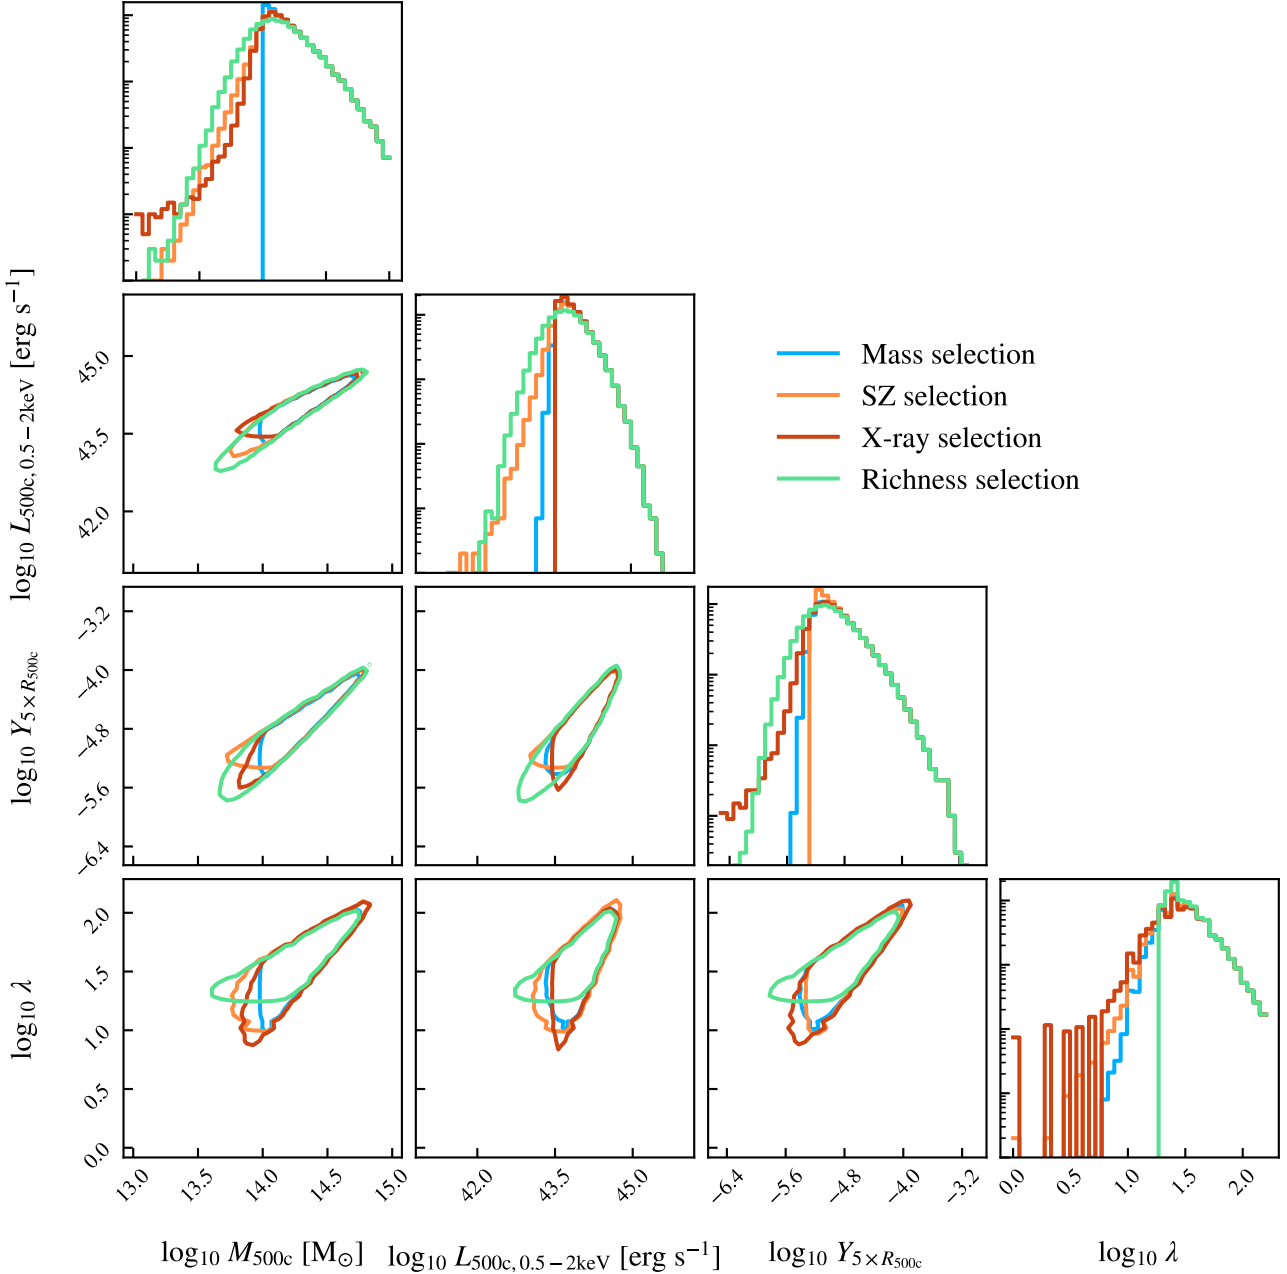 log10 L500c, 0.5−2keV [erg s−1]
45.0
43.5
42.0
Mass selection
SZ selection
X-ray selection
Richness selection
log10 Y5×R500c
−3.2
−4.0
−4.8
−5.6
−6.4
log10 λ
2.0
1.5
1.0
0.5
0.0
13.0 13.5 14.0 14.5 15.0 42.0 43.5 45.0 −6.4 −5.6 −4.8 −4.0 −3.2 0.0 0.5 1.0 1.5 2.0
log10 M500c [M⊙] log10 L500c, 0.5−2keV [erg s−1] log10 Y5×R500c log10 λ